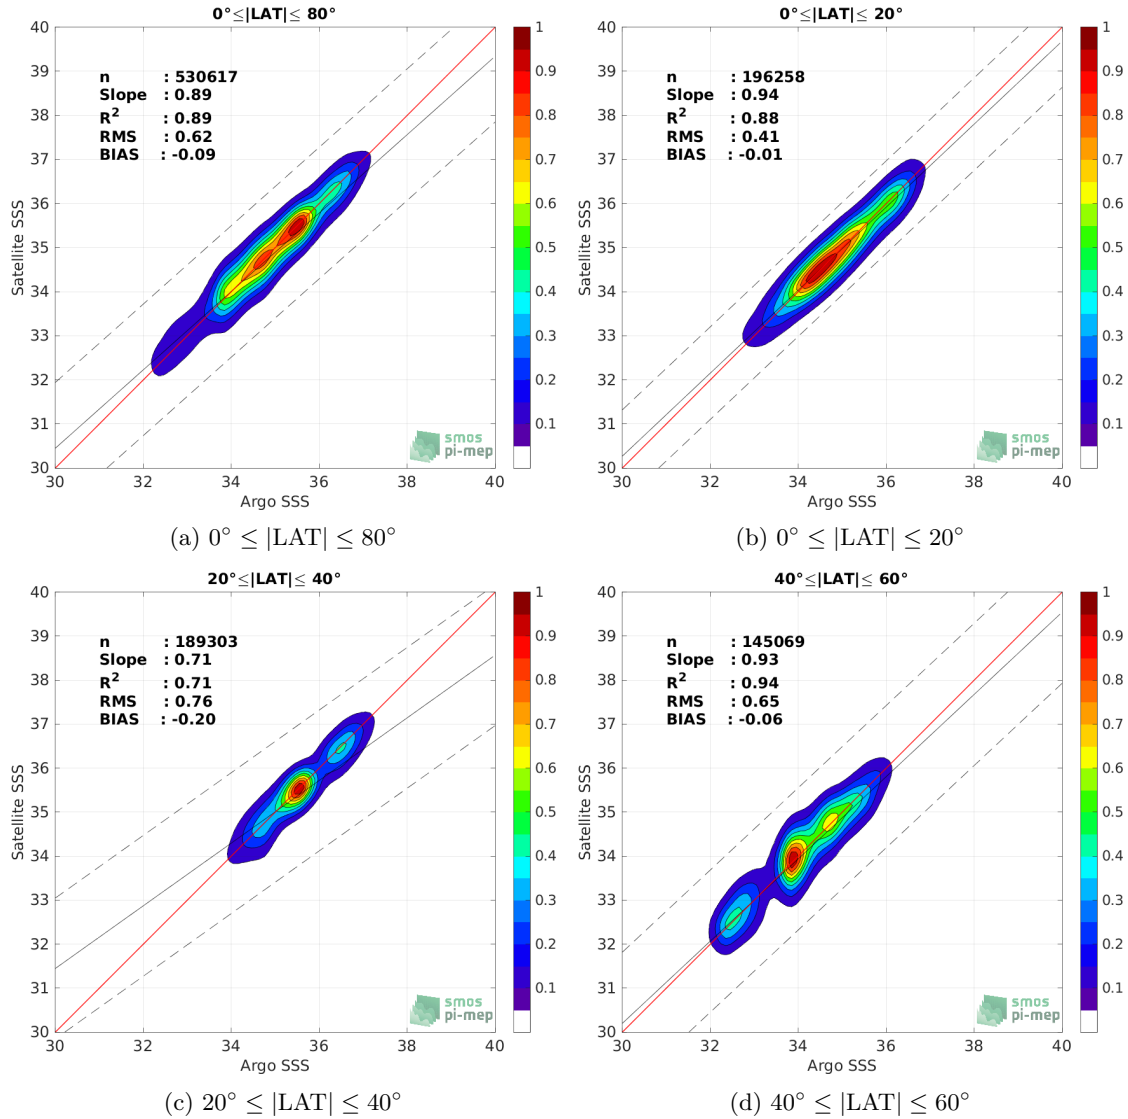 0°≤|LAT|≤ 80°
n : 530617
Slope : 0.89
R² : 0.89
RMS : 0.62
BIAS : -0.09
Satellite SSS
40
39
38
37
36
35
34
33
32
31
30
30 32 34 36 38 40
Argo SSS
1
0.9
0.8
0.7
0.6
0.5
0.4
0.3
0.2
0.1
smos
pi-mep
(a) 0° ≤ |LAT| ≤ 80°
0°≤|LAT|≤ 20°
n : 196258
Slope : 0.94
R² : 0.88
RMS : 0.41
BIAS : -0.01
Satellite SSS
40
39
38
37
36
35
34
33
32
31
30
30 32 34 36 38 40
Argo SSS
1
0.9
0.8
0.7
0.6
0.5
0.4
0.3
0.2
0.1
smos
pi-mep
(b) 0° ≤ |LAT| ≤ 20°
20°≤|LAT|≤ 40°
n : 189303
Slope : 0.71
R² : 0.71
RMS : 0.76
BIAS : -0.20
Satellite SSS
40
39
38
37
36
35
34
33
32
31
30
30 32 34 36 38 40
Argo SSS
1
0.9
0.8
0.7
0.6
0.5
0.4
0.3
0.2
0.1
smos
pi-mep
(c) 20° ≤ |LAT| ≤ 40°
40°≤|LAT|≤ 60°
n : 145069
Slope : 0.93
R² : 0.94
RMS : 0.65
BIAS : -0.06
Satellite SSS
40
39
38
37
36
35
34
33
32
31
30
30 32 34 36 38 40
Argo SSS
1
0.9
0.8
0.7
0.6
0.5
0.4
0.3
0.2
0.1
smos
pi-mep
(d) 40° ≤ |LAT| ≤ 60°